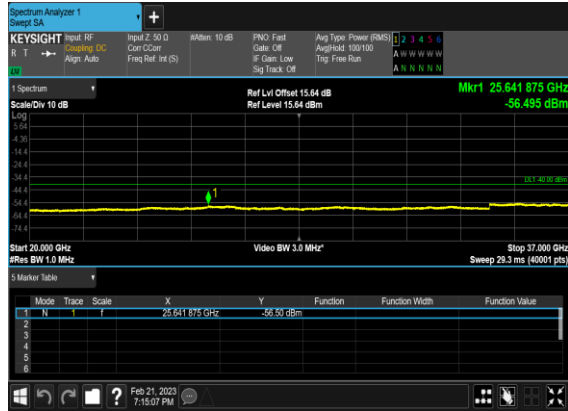 Spectrum Analyzer 1
Swept SA
KEYSIGHT Input: RF Input Z: 50 Ω #Atten: 10 dB PNO: Fast Avg Type: Power (RMS) 1 2 3 4 5 6
R T Coupling: DC Corr CCorr Gate: Off Avg|Hold: 100/100 A W W W W W
Align: Auto Freq Ref: Int (S) IF Gain: Low Trig: Free Run
Sig Track: Off A N N N N N
LXI
1 Spectrum Ref Lvl Offset 15.64 dB Mkr1 25.641 875 GHz
Scale/Div 10 dB Ref Level 15.64 dBm -56.495 dBm
Log
5.64
-4.36
-14.4
-24.4
-34.4
DL1 -40.00 dBm
-44.4
1
-54.4
-64.4
-74.4
Start 20.000 GHz Video BW 3.0 MHz* Stop 37.000 GHz
#Res BW 1.0 MHz Sweep 29.3 ms (40001 pts)
5 Marker Table
Mode Trace Scale X Y Function Function Width Function Value
1 N 1 f 25.641 875 GHz -56.50 dBm
2
3
4
5
6
? Feb 21, 2023
7:15:07 PM